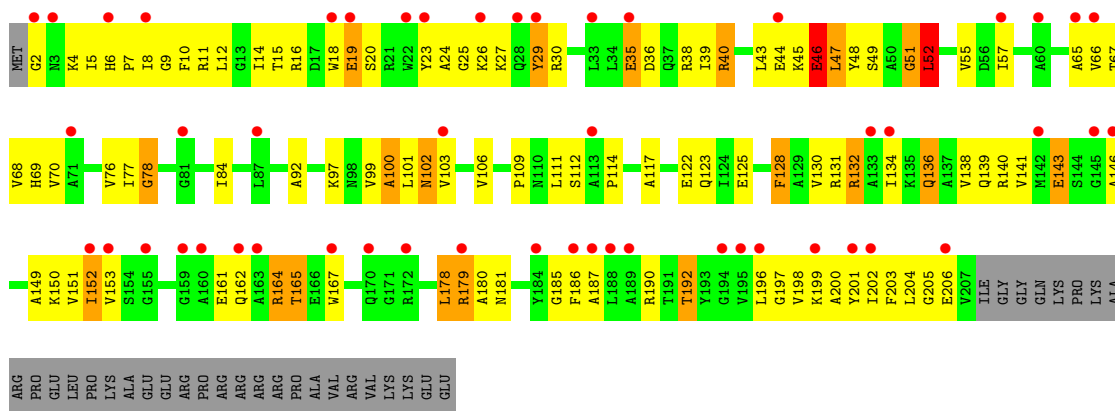 MET G2 N3 K4 I5 H6 P7 I8 G9 F10 R11 L12 G13 I14 T15 R16 D17 W18 E19 S20 R21 W22 Y23 A24 G25 K26 K27 Q28 Y29 R30 L33 L34 E35 D36 Q37 R38 I39 R40 L43 E44 K45 E46 L47 Y48 S49 A50 G51 L52 V55 D56 I57 A60 A65 V66 T67
V68 H69 V70 A71 V76 I77 G78 G81 I84 L87 A92 K97 N98 V99 A100 L101 N102 V103 V106 P109 N110 L111 S112 A113 P114 A117 E122 Q123 I124 E125 F128 A129 V130 R131 R132 A133 I134 K135 Q136 A137 V138 Q139 R140 V141 M142 E143 S144 G145 A146
A149 K150 V151 I152 V153 S154 G155 G159 A160 E161 Q162 A163 R164 T165 E166 W167 Q170 G171 R172 L178 R179 A180 N181 Y184 G185 F186 A187 L188 A189 R190 T191 T192 Y193 G194 V195 L196 G197 V198 K199 A200 Y201 I202 F203 L204 G205 E206 V207 ILE GLY GLY GLN LYS PRO LYS ALA
ARG PRO GLU LEU PRO LYS ALA GLU GLU ARG PRO ARG ARG ARG ARG PRO ALA VAL ARG VAL LYS LYS GLU GLU